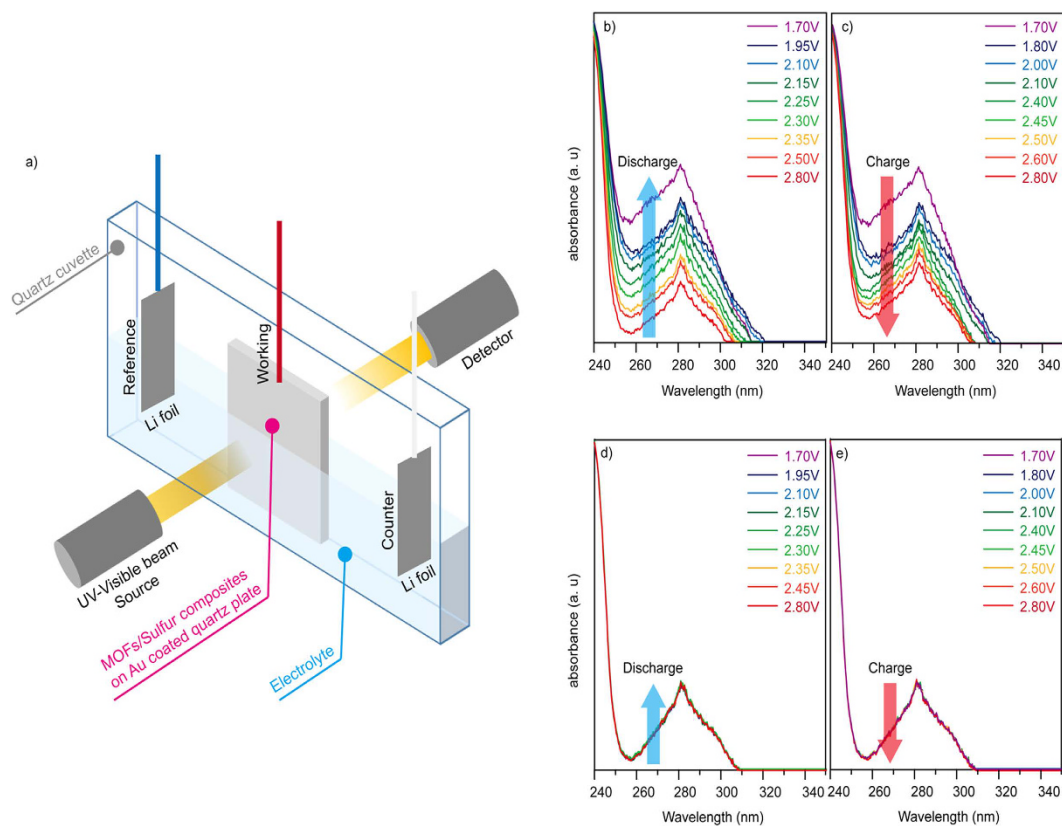 a)
Quartz cuvette
Reference
Li foil
Working
Detector
Counter
Li foil
UV-Visible beam
Source
MOFs/Sulfur composites
on Au coated quartz plate
Electrolyte
b)
1.70V
1.95V
2.10V
2.15V
2.25V
2.30V
2.35V
2.50V
2.80V
Discharge
absorbance (a. u)
240 260 280 300 320 340
Wavelength (nm)
c)
1.70V
1.80V
2.00V
2.10V
2.40V
2.45V
2.50V
2.60V
2.80V
Charge
240 260 280 300 320 340
Wavelength (nm)
d)
1.70V
1.95V
2.10V
2.15V
2.25V
2.30V
2.35V
2.45V
2.80V
Discharge
absorbance (a. u)
240 260 280 300 320 340
Wavelength (nm)
e)
1.70V
1.80V
2.00V
2.10V
2.40V
2.45V
2.50V
2.60V
2.80V
Charge
240 260 280 300 320 340
Wavelength (nm)